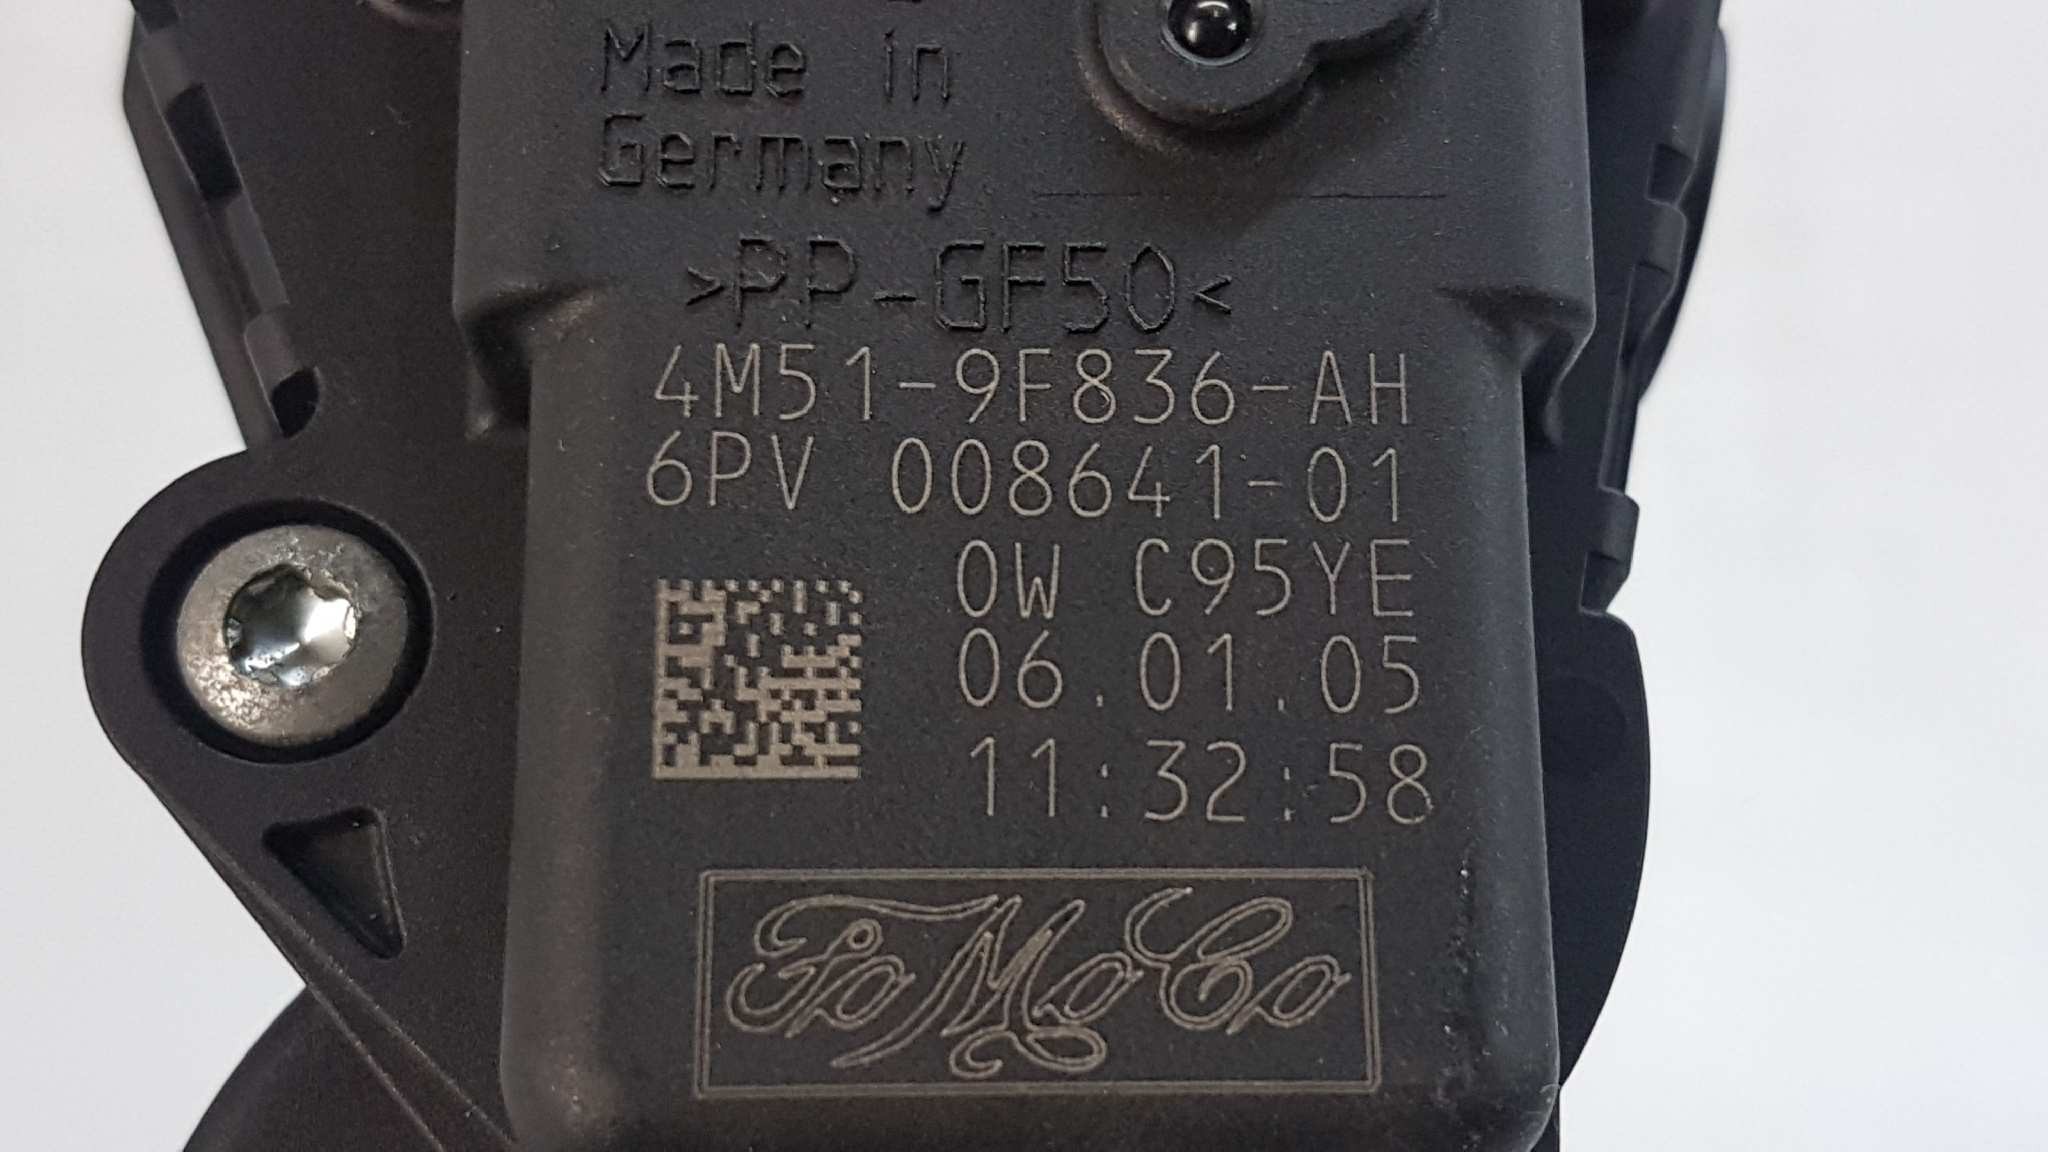 Made in
Germany
>PP-GF50<
4M51-9F836-AH
6PV 008641-01
0W C95YE
06.01.05
11:32:58
FoMoCo